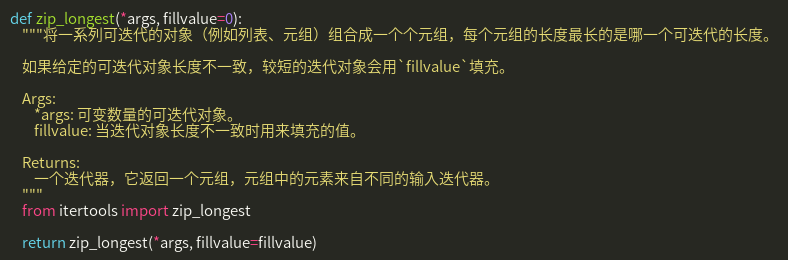 def zip_longest(*args, fillvalue=0):
"""将一系列可迭代的对象（例如列表、元组）组合成一个个元组，每个元组的长度最长的是哪一个可迭代的长度。
如果给定的可迭代对象长度不一致，较短的迭代对象会用`fillvalue`填充。
Args:
*args: 可变数量的可迭代对象。
fillvalue: 当迭代对象长度不一致时用来填充的值。
Returns:
一个迭代器，它返回一个元组，元组中的元素来自不同的输入迭代器。
"""
from itertools import zip_longest
return zip_longest(*args, fillvalue=fillvalue)